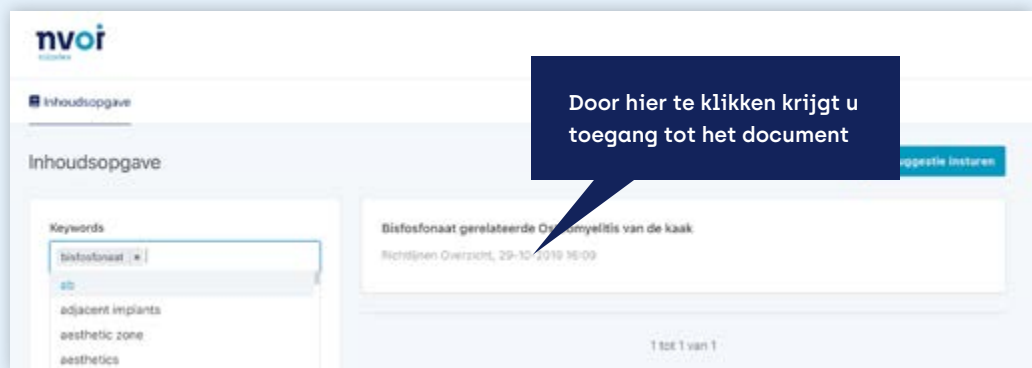 nvoi
Inhoudsopgave
Door hier te klikken krijgt u
toegang tot het document
Inhoudsopgave
uggestie insturen
Keywords
bisfosfonaat ×
ab
adjacent implants
aesthetic zone
aesthetics
Bisfosfonaat gerelateerde Os omyelitis van de kaak
Richtlijnen Overzicht, 29-10-2019 16:09
1 tot 1 van 1